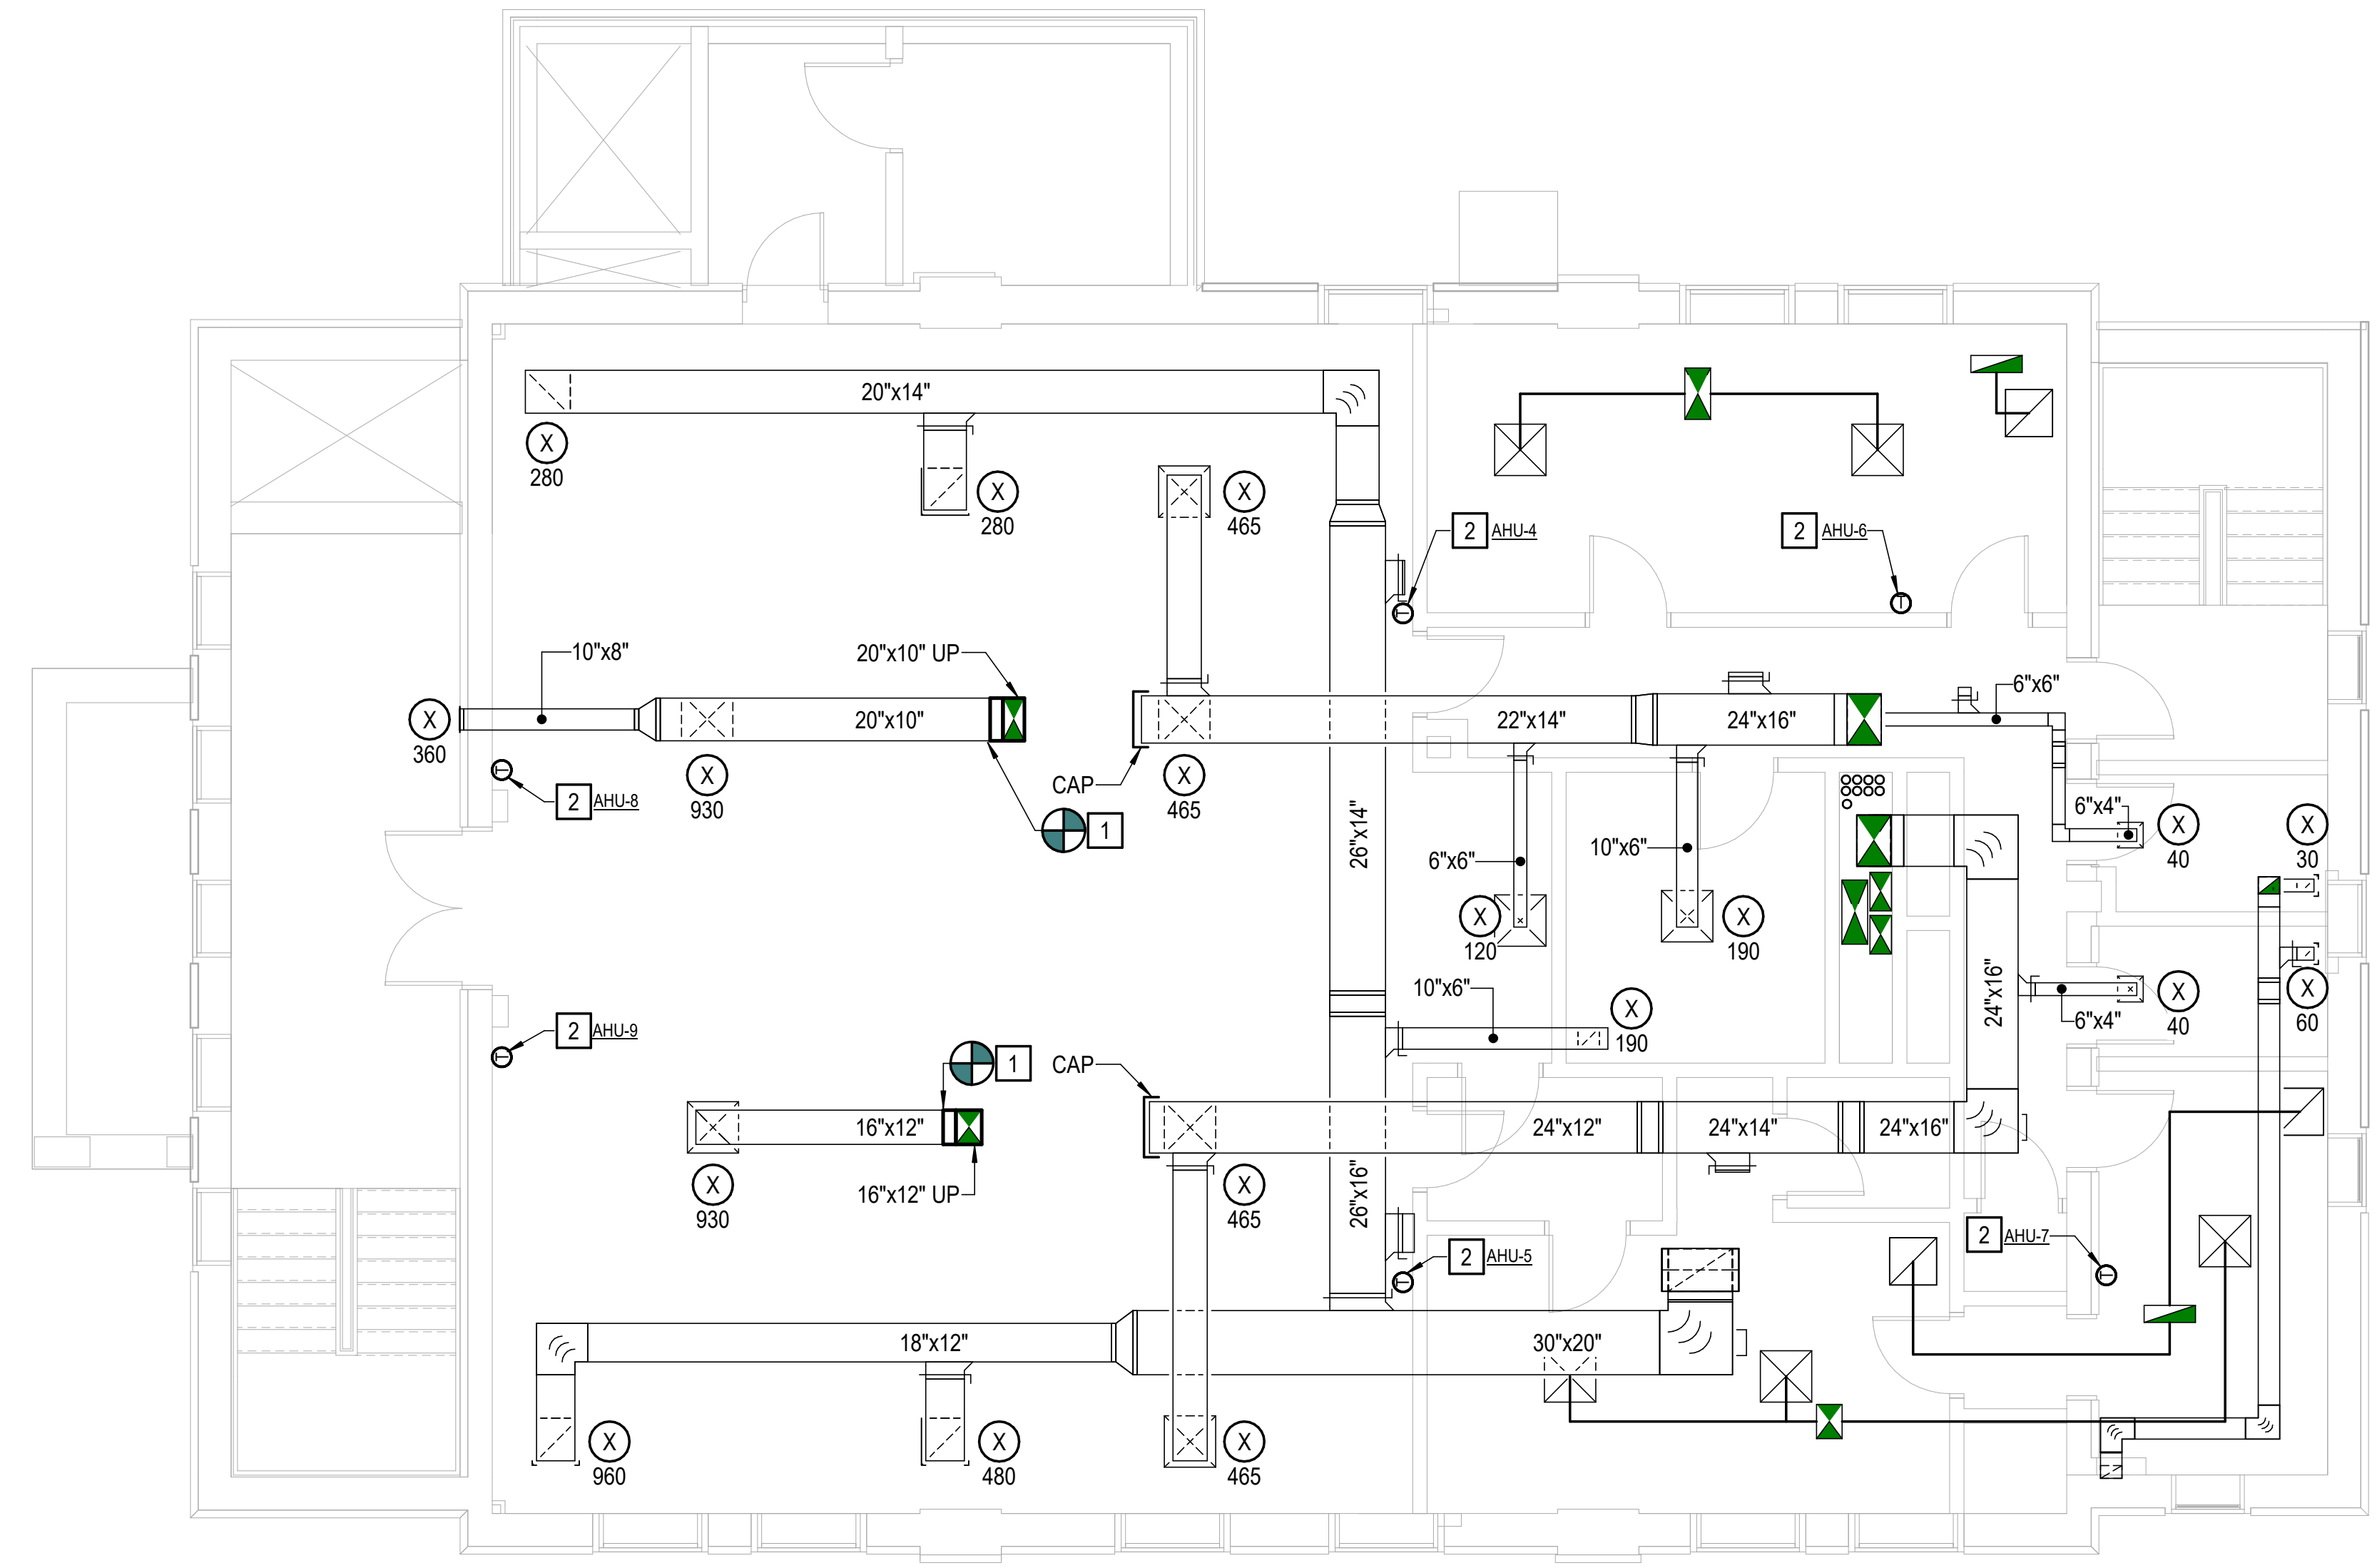 20"x14"
X
280
X
280
X
465
2 AHU-4
2 AHU-6
10"x8"
20"x10" UP
6"x6"
X
360
20"x10"
22"x14"
24"x16"
X
930
CAP
X
465
2 AHU-8
1
26"x14"
6"x6"
10"x6"
6"x4"
X
40
X
30
X
120
X
190
10"x6"
X
190
24"x16"
6"x4"
X
40
X
60
2 AHU-9
1
CAP
16"x12"
24"x12"
24"x14"
24"x16"
X
930
16"x12" UP
X
465
26"x16"
2 AHU-5
2 AHU-7
18"x12"
30"x20"
X
960
X
480
X
465